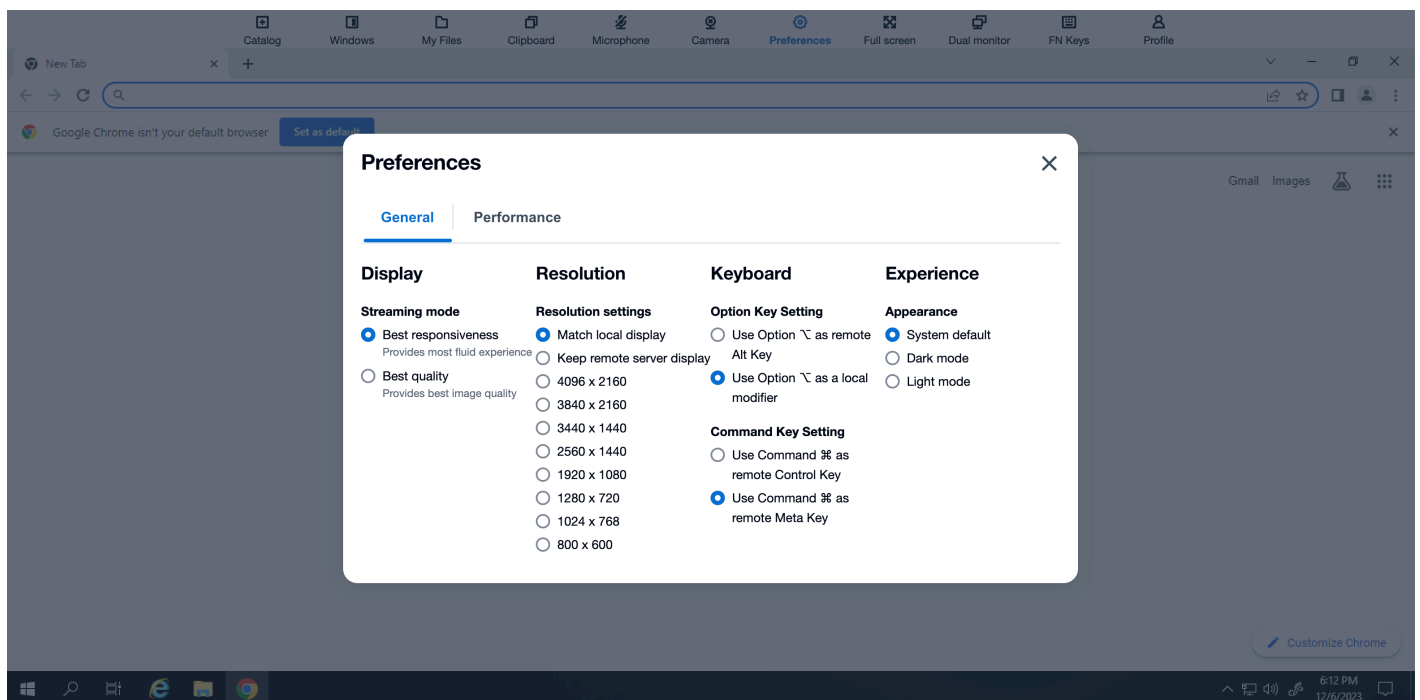 Catalog Windows My Files Clipboard Microphone Camera Preferences Full screen Dual monitor FN Keys Profile
New Tab
Google Chrome isn't your default browser Set as default
Gmail Images
Preferences
General Performance
Display
Streaming mode
Best responsiveness
Provides most fluid experience
Best quality
Provides best image quality
Resolution
Resolution settings
Match local display
Keep remote server display
4096 x 2160
3840 x 2160
3440 x 1440
2560 x 1440
1920 x 1080
1280 x 720
1024 x 768
800 x 600
Keyboard
Option Key Setting
Use Option ⌥ as remote
Alt Key
Use Option ⌥ as a local
modifier
Command Key Setting
Use Command ⌘ as
remote Control Key
Use Command ⌘ as
remote Meta Key
Experience
Appearance
System default
Dark mode
Light mode
Customize Chrome
6:12 PM
12/6/2023